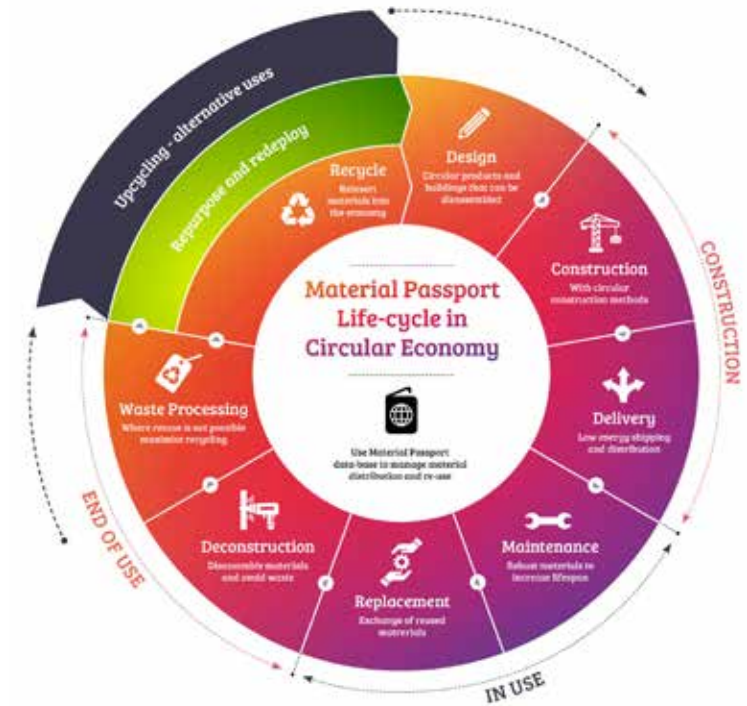 Upcycling - alternative uses
Repurpose and redeploy
Recycle
Reinsert
materials into
the economy
Design
Circular products and
buildings that can be
disassembled
Construction
With circular
construction methods
Delivery
Low energy shipping
and distribution
Maintenance
Robust materials to
increase lifespan
Replacement
Exchange of reused
matrerials
Deconstruction
Disassemble materials
and avoid waste
Waste Processing
Where reuse is not possible
maximise recycling
Material Passport
Life-cycle in
Circular Economy
Use Material Passport
data-base to manage material
distribution and re-use
CONSTRUCTION
IN USE
END OF USE